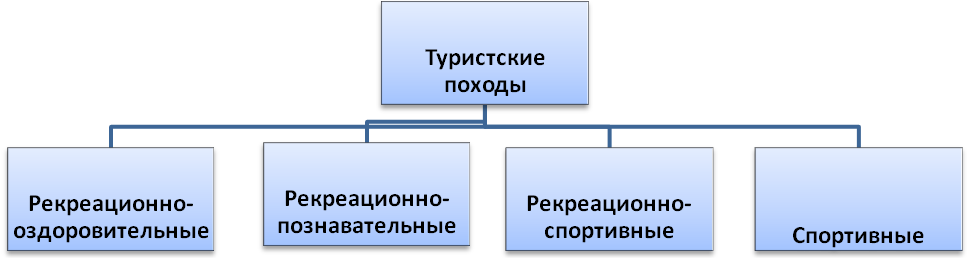 Туристские
походы
Рекреационно-
оздоровительные
Рекреационно-
познавательные
Рекреационно-
спортивные
Спортивные